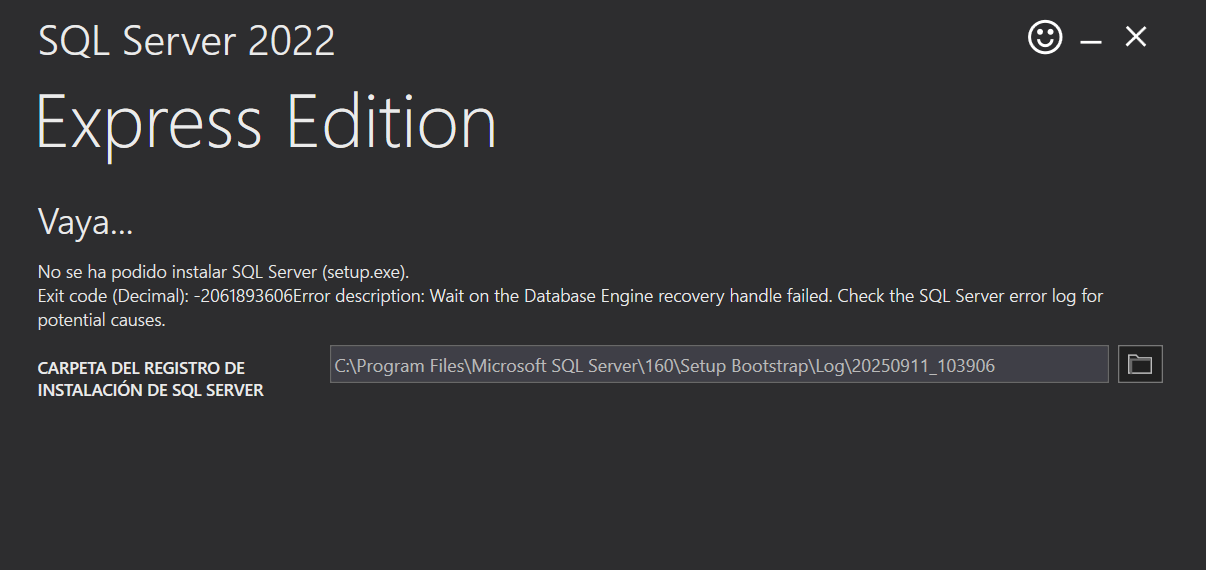 SQL Server 2022
Express Edition
Vaya...
No se ha podido instalar SQL Server (setup.exe).
Exit code (Decimal): -2061893606Error description: Wait on the Database Engine recovery handle failed. Check the SQL Server error log for
potential causes.
CARPETA DEL REGISTRO DE
INSTALACIÓN DE SQL SERVER
C:\Program Files\Microsoft SQL Server\160\Setup Bootstrap\Log\20250911_103906